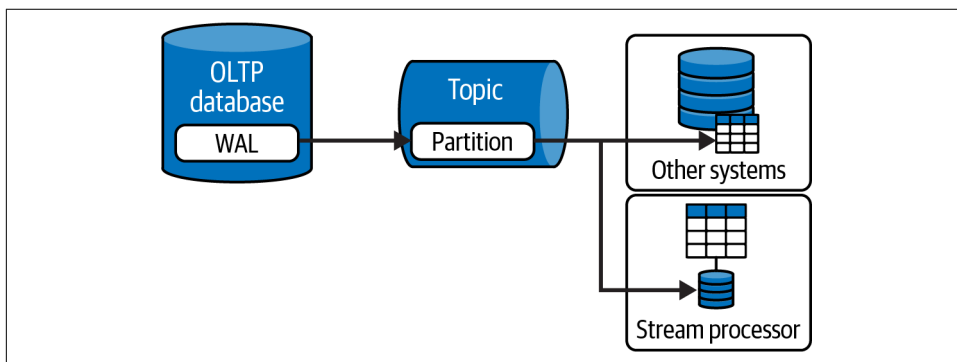 OLTP
database
WAL
Topic
Partition
Other systems
Stream processor